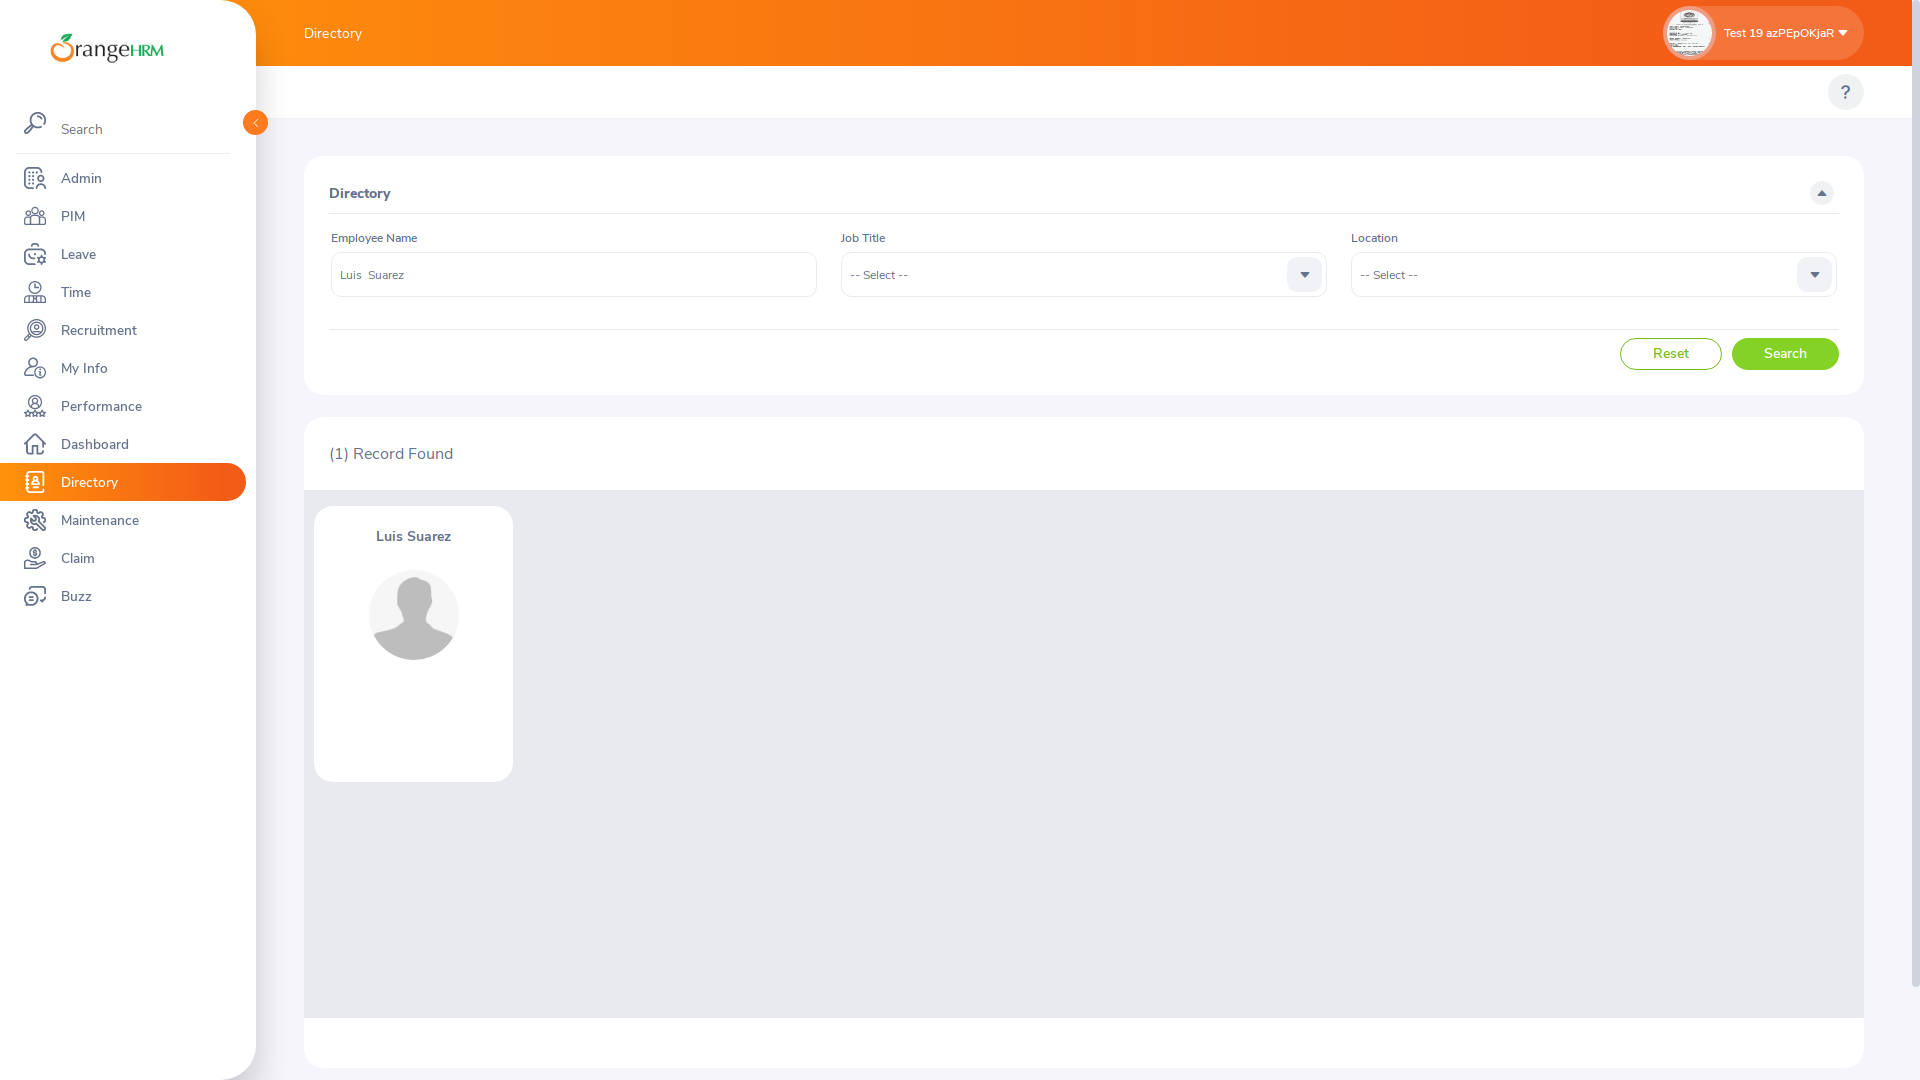 OrangeHRM
Directory
Test 19 azPEpOKjaR
?
Search
Admin
PIM
Leave
Time
Recruitment
My Info
Performance
Dashboard
Directory
Maintenance
Claim
Buzz
Directory
Employee Name
Job Title
Location
Luis  Suarez
-- Select --
-- Select --
Reset
Search
(1) Record Found
Luis Suarez